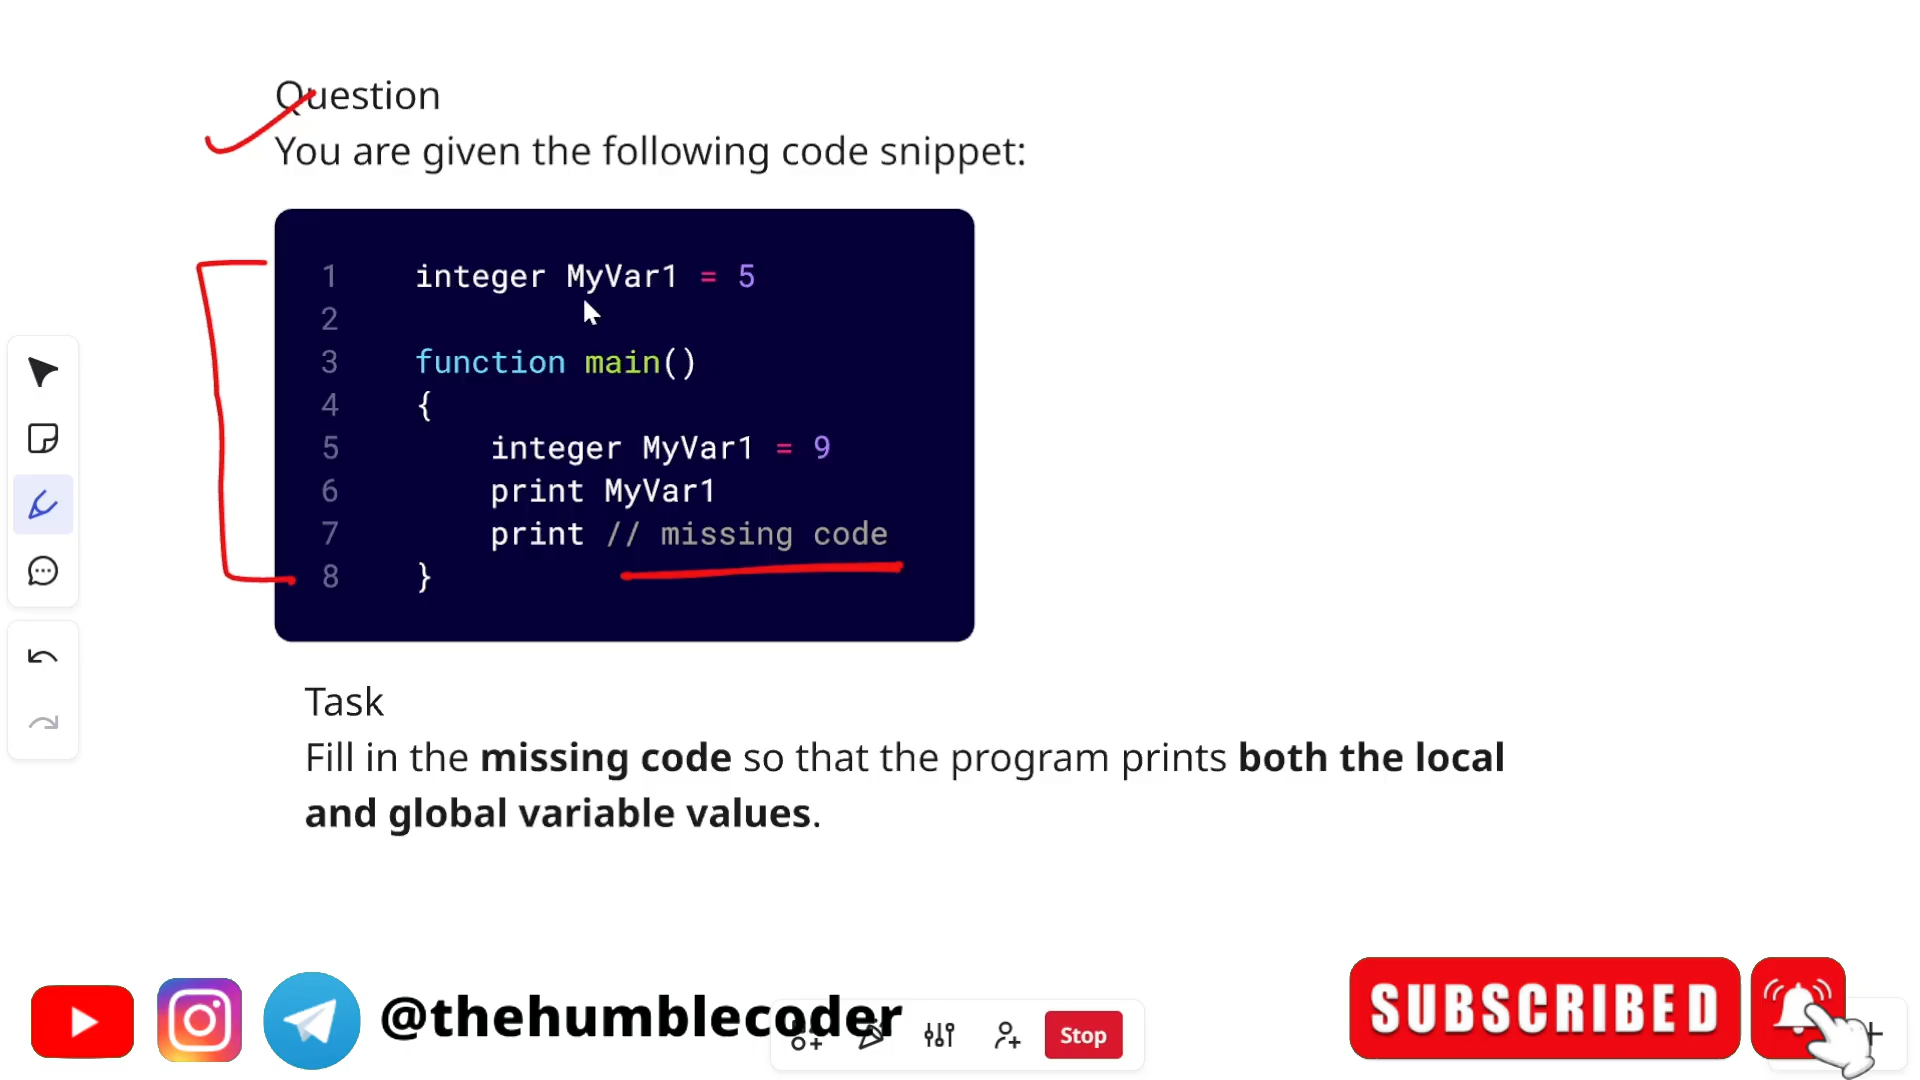 Question
You are given the following code snippet:
1 integer MyVar1 = 5
2
3 function main()
4 {
5 integer MyVar1 = 9
6 print MyVar1
7 print // missing code
8 }
Task
Fill in the missing code so that the program prints both the local
and global variable values.
@thehumblecoder
Stop
SUBSCRIBED